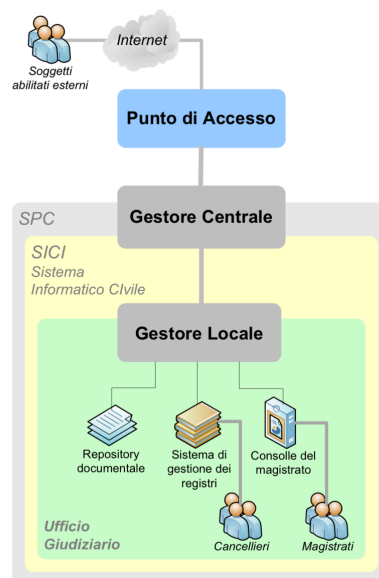 Internet
Soggetti
abilitati esterni
Punto di Accesso
Gestore Centrale
SPC
SICI
Sistema
Informatico CIvile
Gestore Locale
Repository
documentale
Sistema di
gestione dei
registri
Consolle del
magistrato
Ufficio
Giudiziario
Cancellieri
Magistrati